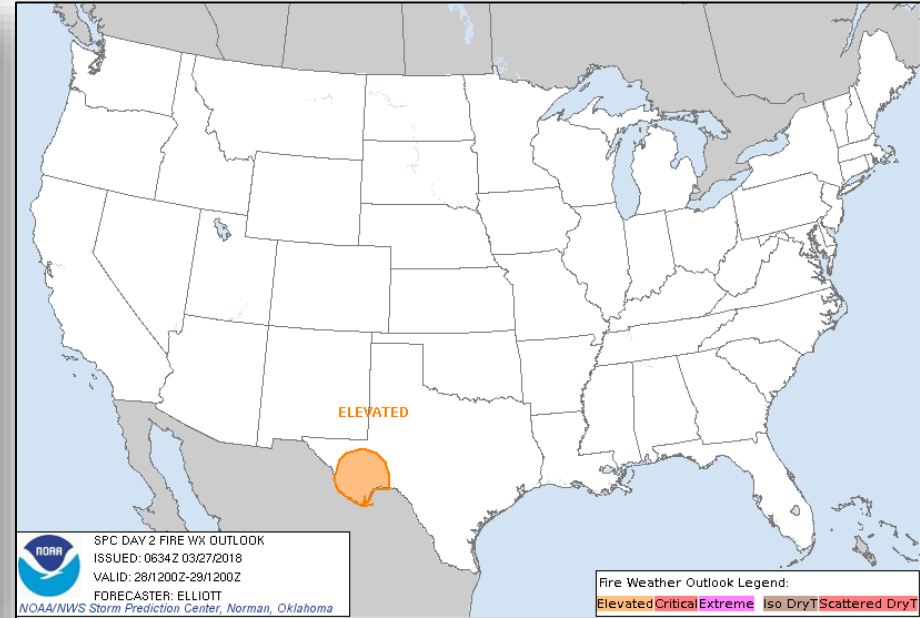 ELEVATED
NOAA
SPC DAY 2 FIRE WX OUTLOOK
ISSUED: 0634Z 03/27/2018
VALID: 28/1200Z-29/1200Z
FORECASTER: ELLIOTT
NOAA/NWS Storm Prediction Center, Norman, Oklahoma
Fire Weather Outlook Legend:
Elevated Critical Extreme Iso DryT Scattered DryT